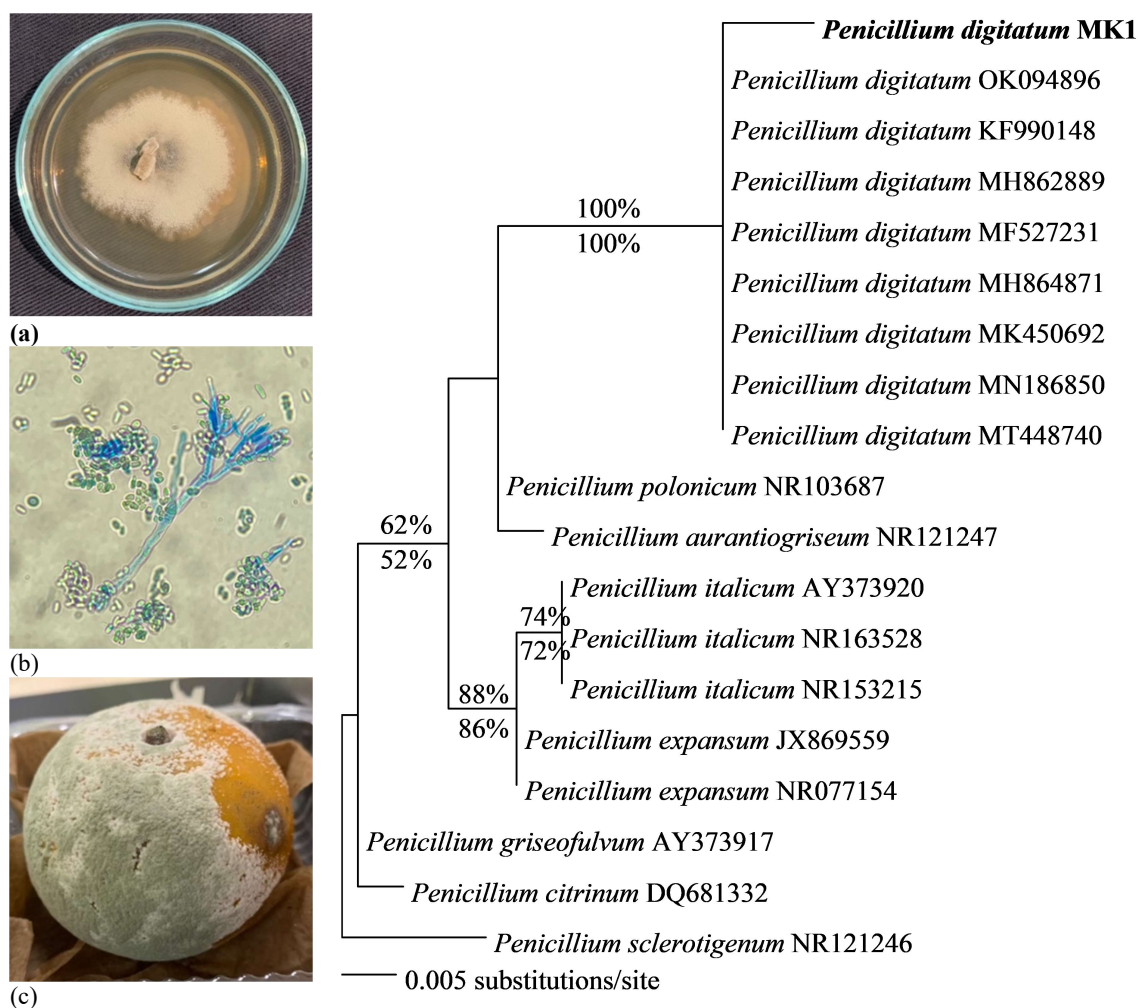 (a)
(b)
(c)
Penicillium digitatum MK1
Penicillium digitatum OK094896
Penicillium digitatum KF990148
Penicillium digitatum MH862889
100%
100%
Penicillium digitatum MF527231
Penicillium digitatum MH864871
Penicillium digitatum MK450692
Penicillium digitatum MN186850
Penicillium digitatum MT448740
Penicillium polonicum NR103687
62%
52%
Penicillium aurantiogriseum NR121247
Penicillium italicum AY373920
74%
72%
Penicillium italicum NR163528
Penicillium italicum NR153215
88%
86%
Penicillium expansum JX869559
Penicillium expansum NR077154
Penicillium griseofulvum AY373917
Penicillium citrinum DQ681332
Penicillium sclerotigenum NR121246
0.005 substitutions/site